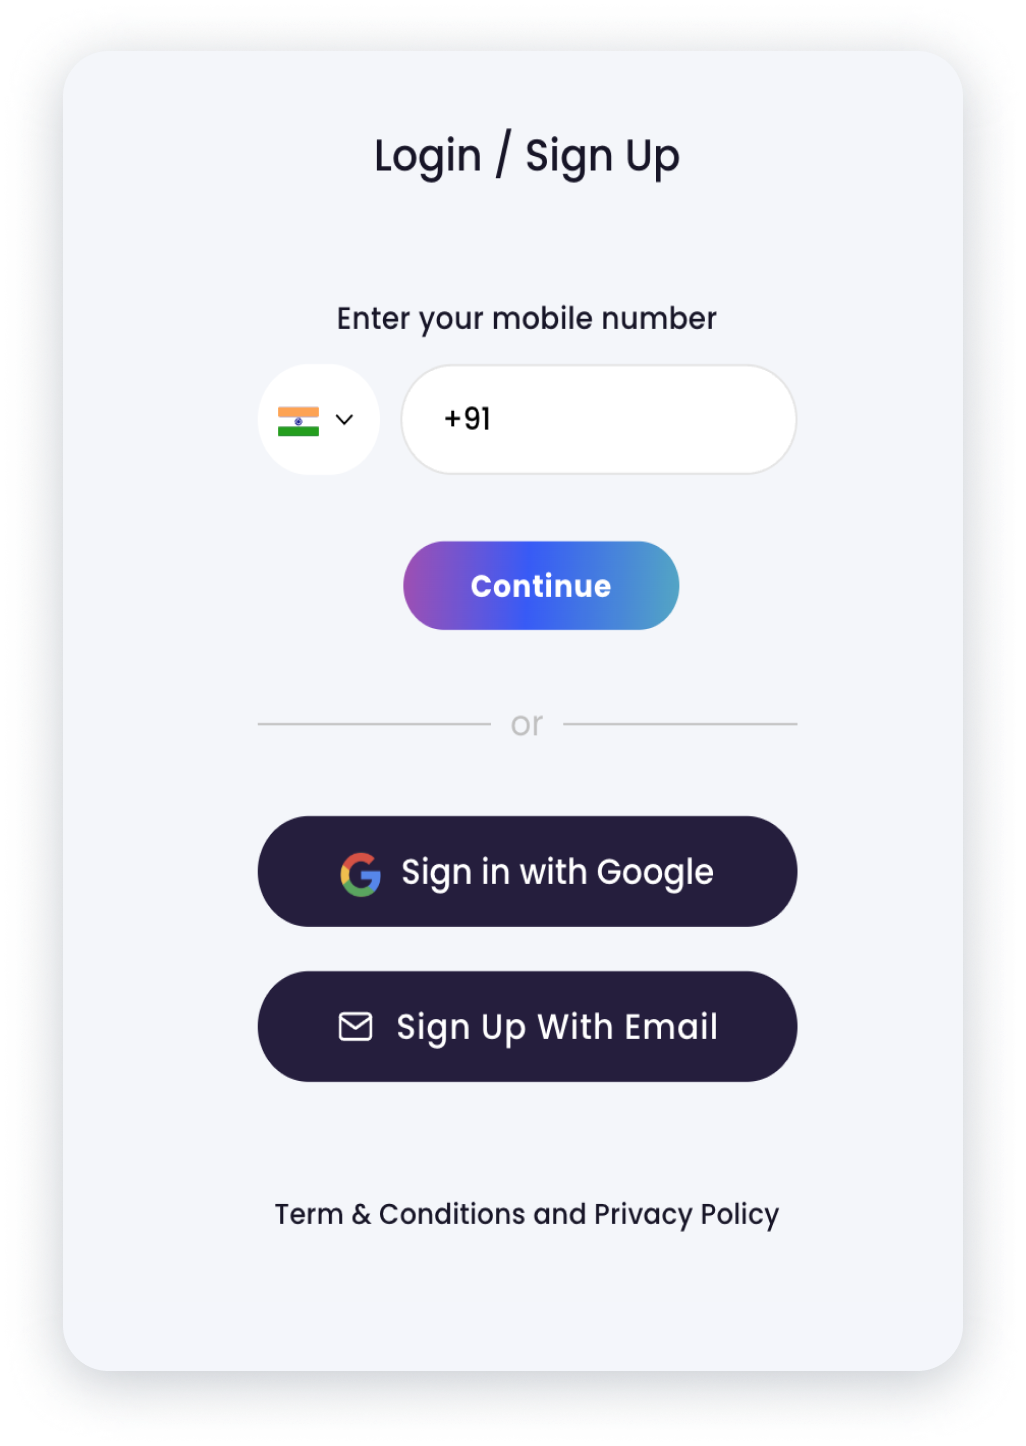 Login / Sign Up
Enter your mobile number
+91
Continue
or
Sign in with Google
Sign Up With Email
Term & Conditions and Privacy Policy